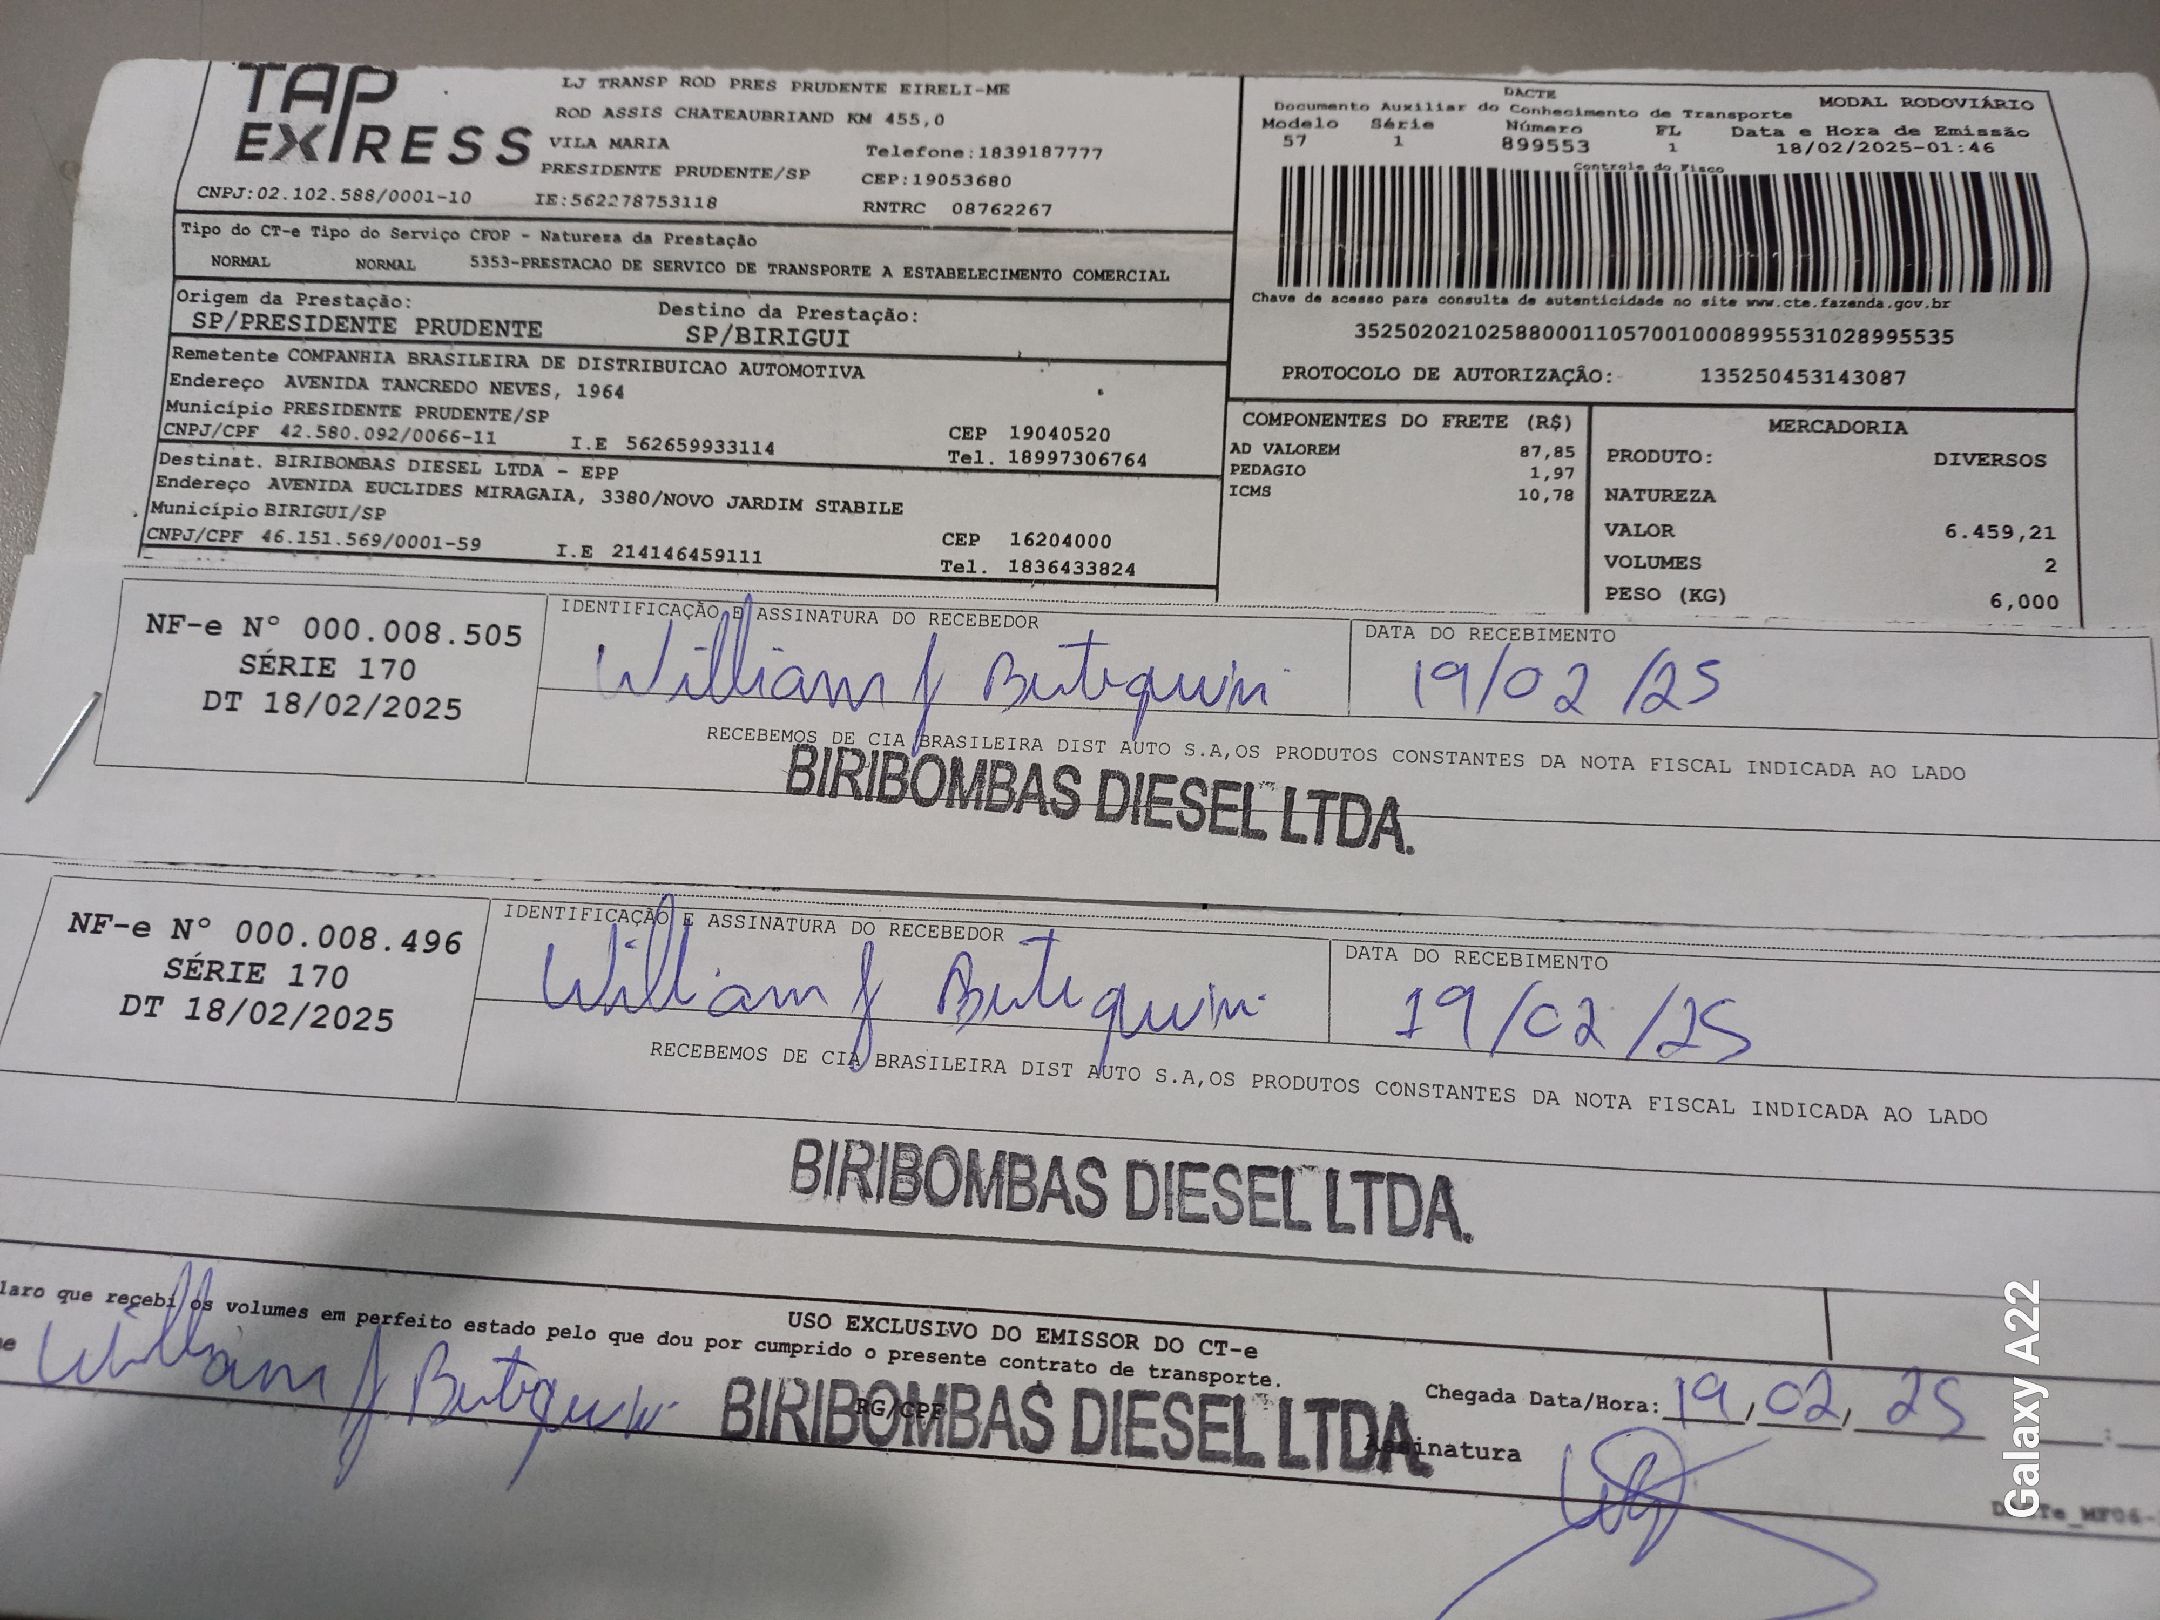 TAP EXPRESS
LJ TRANSP ROD PRES PRUDENTE EIRELI-ME
ROD ASSIS CHATEAUBRIAND KM 455,0
VILA MARIA Telefone:1839187777
PRESIDENTE PRUDENTE/SP CEP:19053680
CNPJ:02.102.588/0001-10 IE:562278753118 RNTRC 08762267
Tipo do CT-e Tipo do Serviço CFOP - Natureza da Prestação
NORMAL NORMAL 5353-PRESTACAO DE SERVICO DE TRANSPORTE A ESTABELECIMENTO COMERCIAL
Origem da Prestação: Destino da Prestação:
SP/PRESIDENTE PRUDENTE SP/BIRIGUI
Remetente COMPANHIA BRASILEIRA DE DISTRIBUICAO AUTOMOTIVA
Endereço AVENIDA TANCREDO NEVES, 1964
Município PRESIDENTE PRUDENTE/SP CEP 19040520
CNPJ/CPF 42.580.092/0066-11 I.E 562659933114 Tel. 18997306764
Destinat. BIRIBOMBAS DIESEL LTDA - EPP
Endereço AVENIDA EUCLIDES MIRAGAIA, 3380/NOVO JARDIM STABILE
Município BIRIGUI/SP CEP 16204000
CNPJ/CPF 46.151.569/0001-59 I.E 214146459111 Tel. 1836433824
DACTE MODAL RODOVIÁRIO
Documento Auxiliar do Conhecimento de Transporte
Modelo Série Número FL Data e Hora de Emissão
57 1 899553 1 18/02/2025-01:46
Controle do Fisco
Chave de acesso para consulta de autenticidade no site www.cte.fazenda.gov.br
35250202102588000110570010008995531028995535
PROTOCOLO DE AUTORIZAÇÃO: 135250453143087
COMPONENTES DO FRETE (R$)
AD VALOREM 87,85
PEDAGIO 1,97
ICMS 10,78
MERCADORIA
PRODUTO: DIVERSOS
NATUREZA
VALOR 6.459,21
VOLUMES 2
PESO (KG) 6,000
NF-e Nº 000.008.505
SÉRIE 170
DT 18/02/2025
IDENTIFICAÇÃO E ASSINATURA DO RECEBEDOR
William J Butequin
DATA DO RECEBIMENTO
19/02/25
RECEBEMOS DE CIA BRASILEIRA DIST AUTO S.A,OS PRODUTOS CONSTANTES DA NOTA FISCAL INDICADA AO LADO
BIRIBOMBAS DIESEL LTDA.
NF-e Nº 000.008.496
SÉRIE 170
DT 18/02/2025
IDENTIFICAÇÃO E ASSINATURA DO RECEBEDOR
William J Butequin
DATA DO RECEBIMENTO
19/02/25
RECEBEMOS DE CIA BRASILEIRA DIST AUTO S.A,OS PRODUTOS CONSTANTES DA NOTA FISCAL INDICADA AO LADO
BIRIBOMBAS DIESEL LTDA.
USO EXCLUSIVO DO EMISSOR DO CT-e
laro que recebi os volumes em perfeito estado pelo que dou por cumprido o presente contrato de transporte.
William J Butequin
RG/CPF
BIRIBOMBAS DIESEL LTDA.
Chegada Data/Hora: 19, 02, 25
Assinatura
Galaxy A22